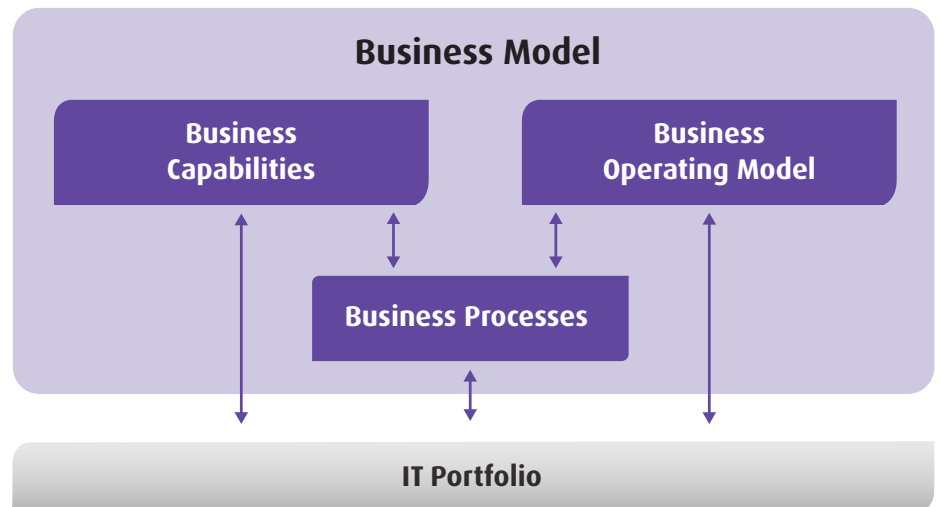 Business Model
Business
Capabilities
Business
Operating Model
Business Processes
IT Portfolio